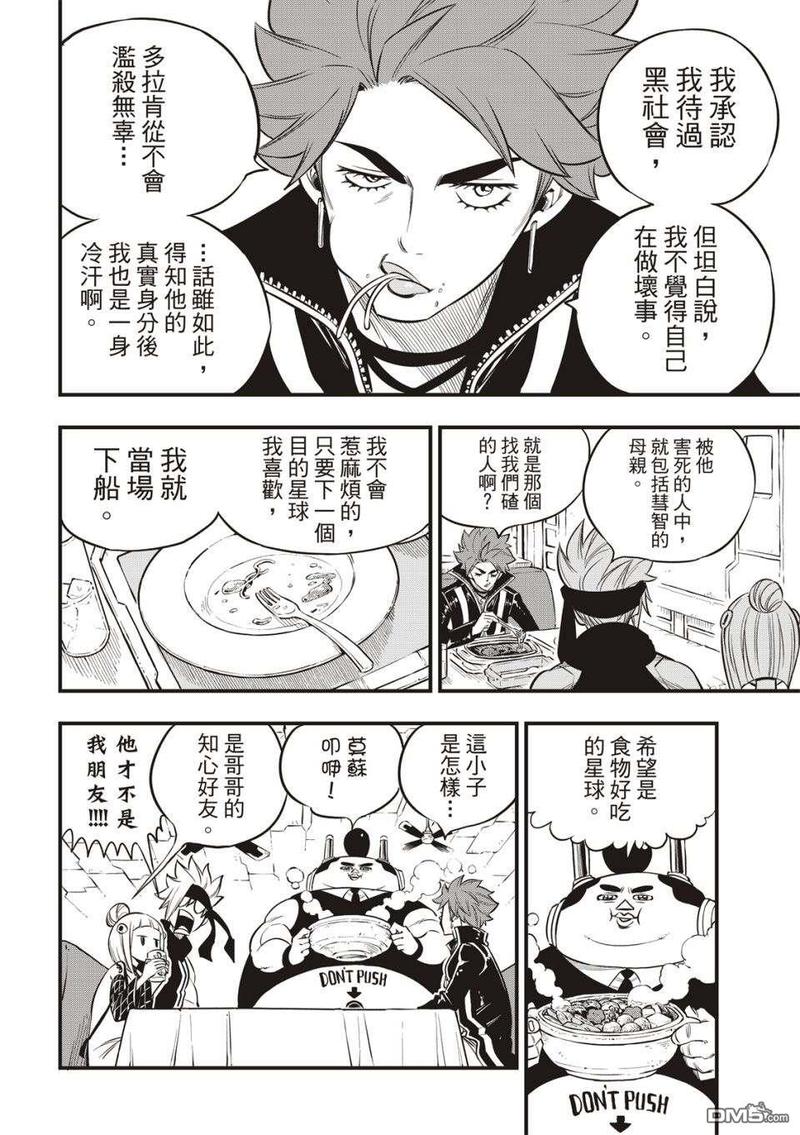 我承認
我待過
黑社會，
但坦白說，
我不覺得自己
在做壞事。
多拉肯從不會
濫殺無辜…
…話雖如此，
得知他的
真實身分後
我也是一身
冷汗啊。
被他
害死的人中，
就包括彗智的
母親。
就是那個
找我們碴
的人啊？
我不會
惹麻煩的，
只要下一個
目的星球
我喜歡，
我就
當場
下船。
希望是
食物好吃
的星球。
DON'T PUSH
這小子
是怎樣…
莫蘇
叩咿！
是哥哥的
知心好友。
他才不是
我朋友!!!!
DON'T PUSH
DM5.com